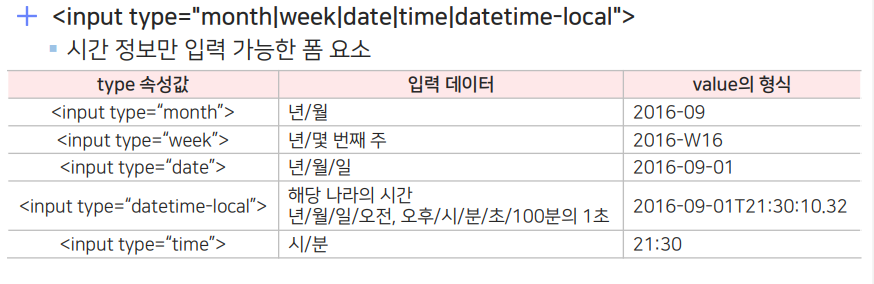 + <input type="month|week|date|time|datetime-local">
▪ 시간 정보만 입력 가능한 폼 요소
type 속성값 입력 데이터 value의 형식
<input type=“month”> 년/월 2016-09
<input type=“week”> 년/몇 번째 주 2016-W16
<input type=“date”> 년/월/일 2016-09-01
<input type=“datetime-local”> 해당 나라의 시간
년/월/일/오전, 오후/시/분/초/100분의 1초 2016-09-01T21:30:10.32
<input type=“time”> 시/분 21:30